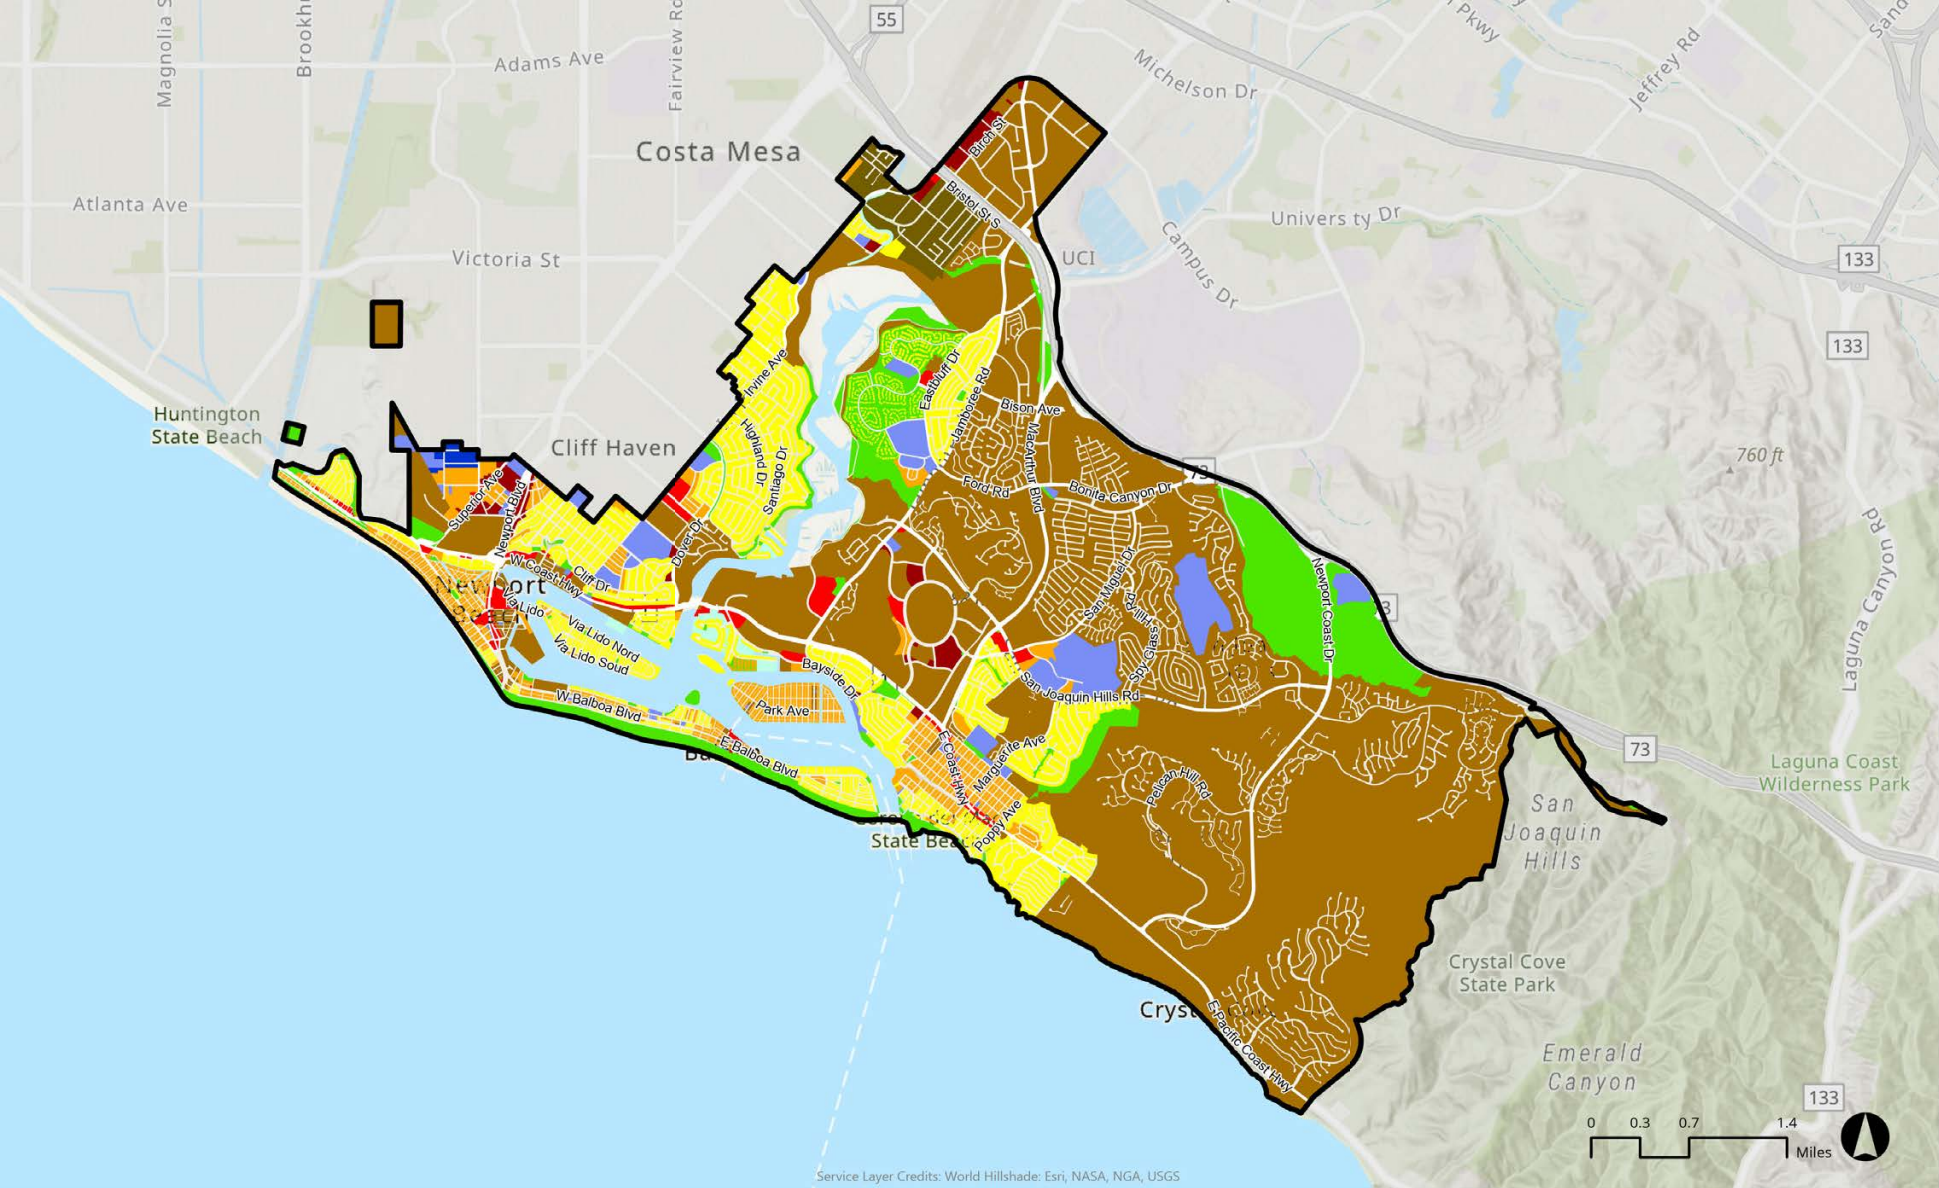 Magnolia S
Brookhu
Fairview Rd
55
Pkwy
Sand
Adams Ave
Michelson Dr
Jeffrey Rd
Costa Mesa
Birch St
Atlanta Ave
Bristol St S
Univers ty Dr
Campus Dr
Victoria St
UCI
133
133
Irvine Ave
Eastbluff Dr
Jamboree Rd
Huntington
State Beach
Bison Ave
Cliff Haven
Highland Dr
Santiago Dr
MacArthur Blvd
760 ft
73
Superior Ave
Newport Blvd
Ford Rd
Bonita Canyon Dr
Dover Dr
Laguna Canyon Rd
W Coast Hwy
Cliff Dr
Newport
Via Lido
Via Lido Nord
Via Lido Soud
San Miguel Dr
Spy Glass
Hill Rd
Newport Coast Dr
Bayside Dr
San Joaquin Hills Rd
W Balboa Blvd
Park Ave
E Balboa Blvd
E Coast Hwy
Marguerite Ave
Pelican Hill Rd
Poppy Ave
73
Laguna Coast
Wilderness Park
San
Joaquin
Hills
State Bea
Crystal Cove
State Park
Cryst
E Pacific Coast Hwy
Emerald
Canyon
133
0 0.3 0.7 1.4
Miles
Service Layer Credits: World Hillshade: Esri, NASA, NGA, USGS